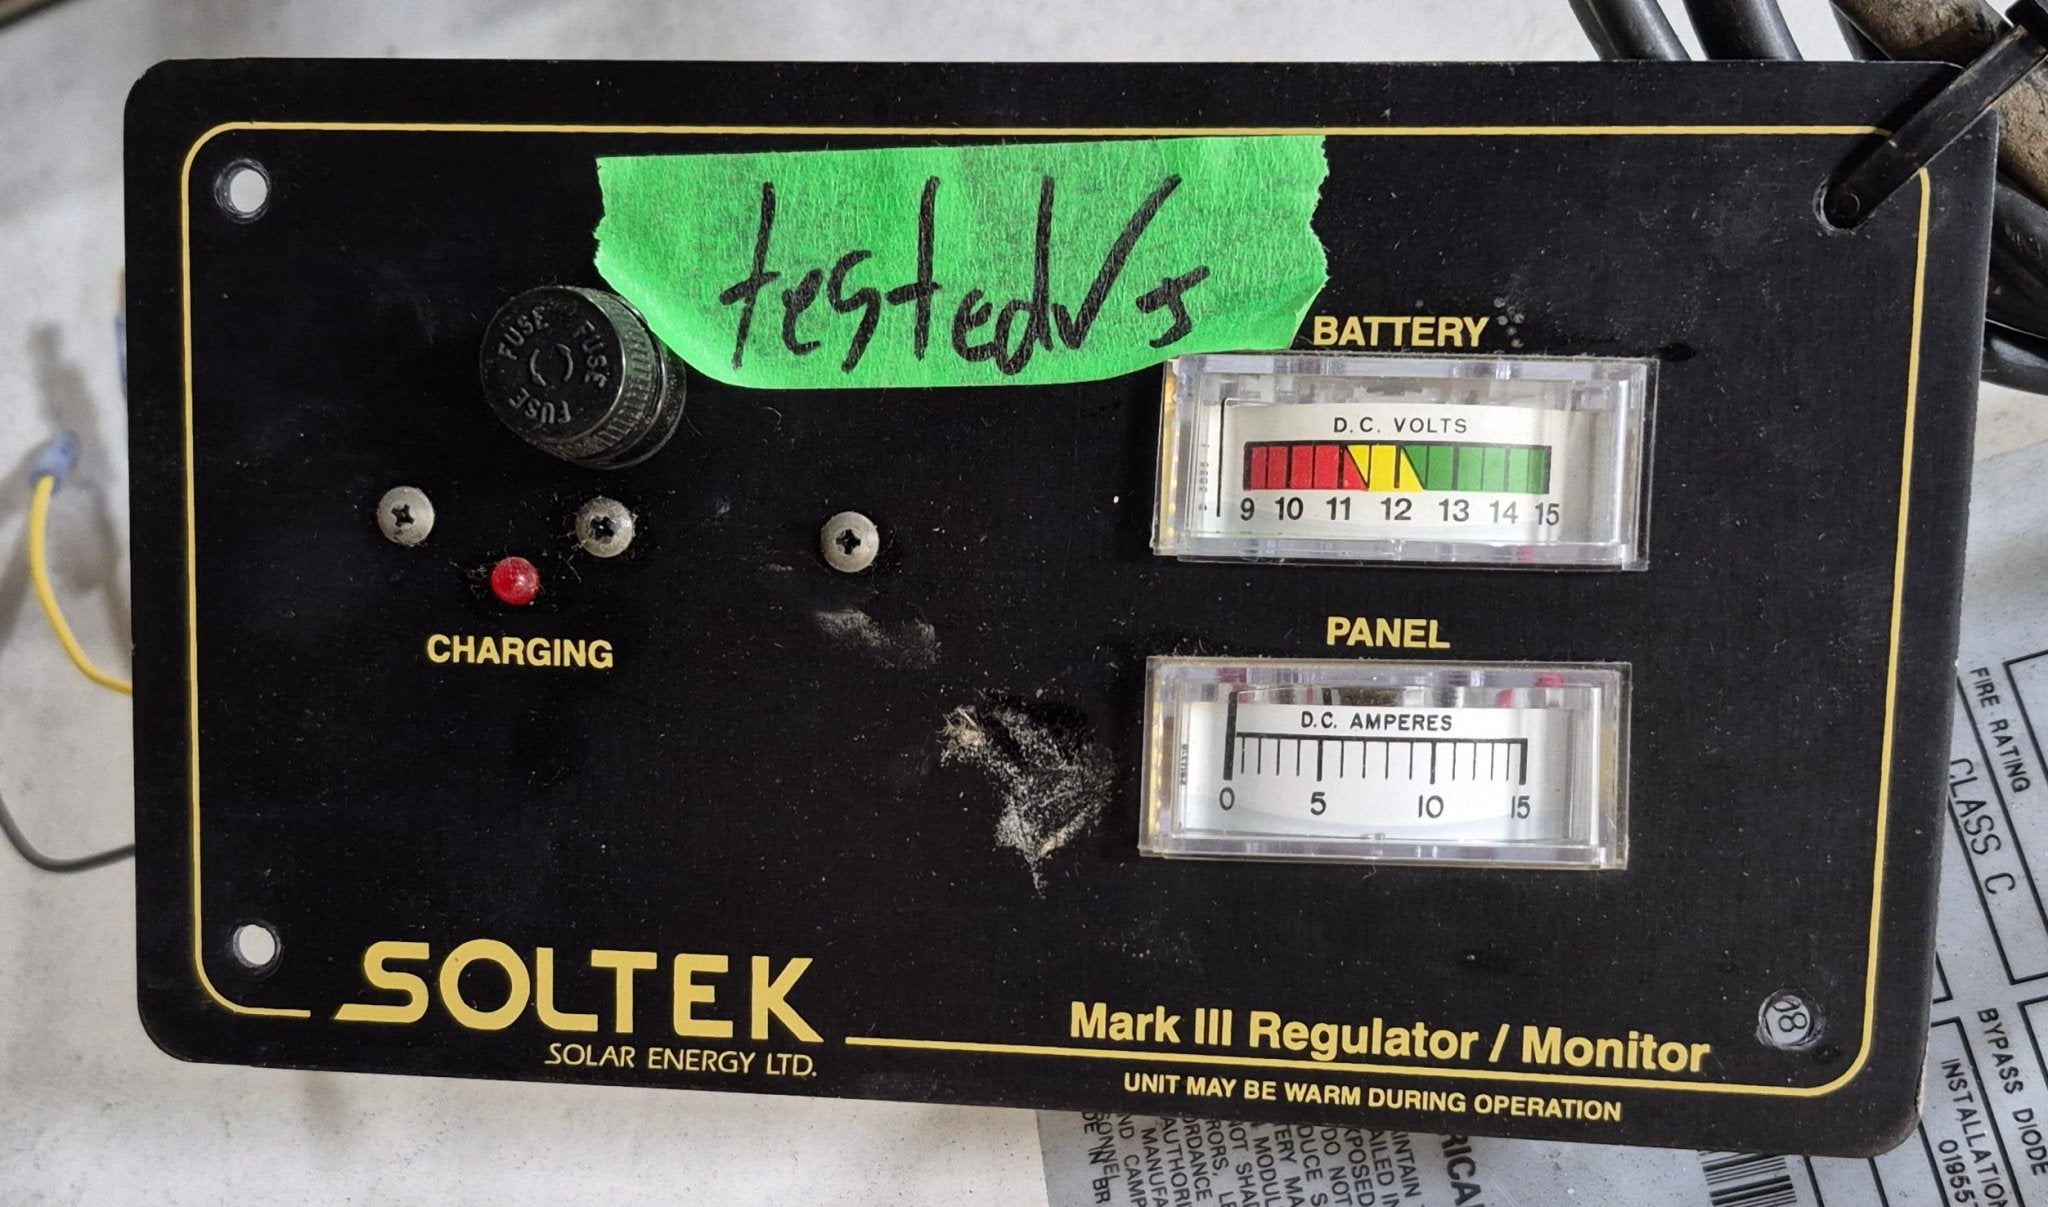 tested ✓ J
FUSE FUSE FUSE
BATTERY
D.C. VOLTS
9 10 11 12 13 14 15
CHARGING
PANEL
D.C. AMPERES
0 5 10 15
SOLTEK
SOLAR ENERGY LTD.
Mark III Regulator / Monitor
UNIT MAY BE WARM DURING OPERATION
FIRE RATING
CLASS C
BYPASS DIODE
INSTALLATION
01955